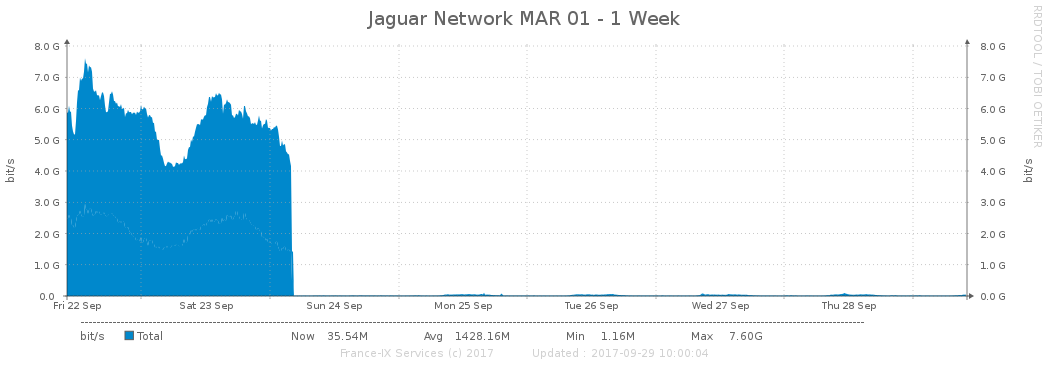 Jaguar Network MAR 01 - 1 Week
RRDTOOL / TOBI OETIKER
bit/s
8.0 G
7.0 G
6.0 G
5.0 G
4.0 G
3.0 G
2.0 G
1.0 G
0.0
8.0 G
7.0 G
6.0 G
5.0 G
4.0 G
3.0 G
2.0 G
1.0 G
0.0 G
bit/s
Fri 22 Sep Sat 23 Sep Sun 24 Sep Mon 25 Sep Tue 26 Sep Wed 27 Sep Thu 28 Sep
bit/s Total Now 35.54M Avg 1428.16M Min 1.16M Max 7.60G
France-IX Services (c) 2017 Updated : 2017-09-29 10:00:04